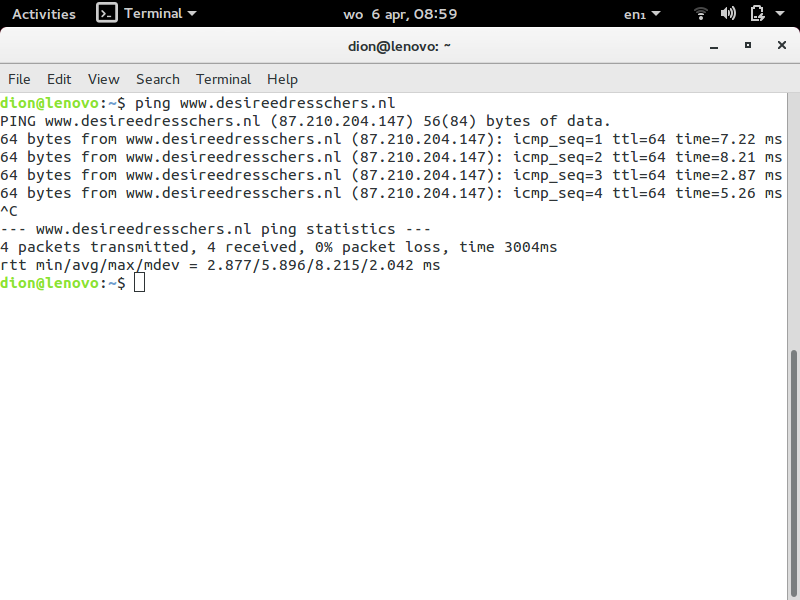 Activities Terminal wo 6 apr, 08:59 en₁
dion@lenovo: ~
File Edit View Search Terminal Help
dion@lenovo:~$ ping www.desireedresschers.nl
PING www.desireedresschers.nl (87.210.204.147) 56(84) bytes of data.
64 bytes from www.desireedresschers.nl (87.210.204.147): icmp_seq=1 ttl=64 time=7.22 ms
64 bytes from www.desireedresschers.nl (87.210.204.147): icmp_seq=2 ttl=64 time=8.21 ms
64 bytes from www.desireedresschers.nl (87.210.204.147): icmp_seq=3 ttl=64 time=2.87 ms
64 bytes from www.desireedresschers.nl (87.210.204.147): icmp_seq=4 ttl=64 time=5.26 ms
^C
--- www.desireedresschers.nl ping statistics ---
4 packets transmitted, 4 received, 0% packet loss, time 3004ms
rtt min/avg/max/mdev = 2.877/5.896/8.215/2.042 ms
dion@lenovo:~$